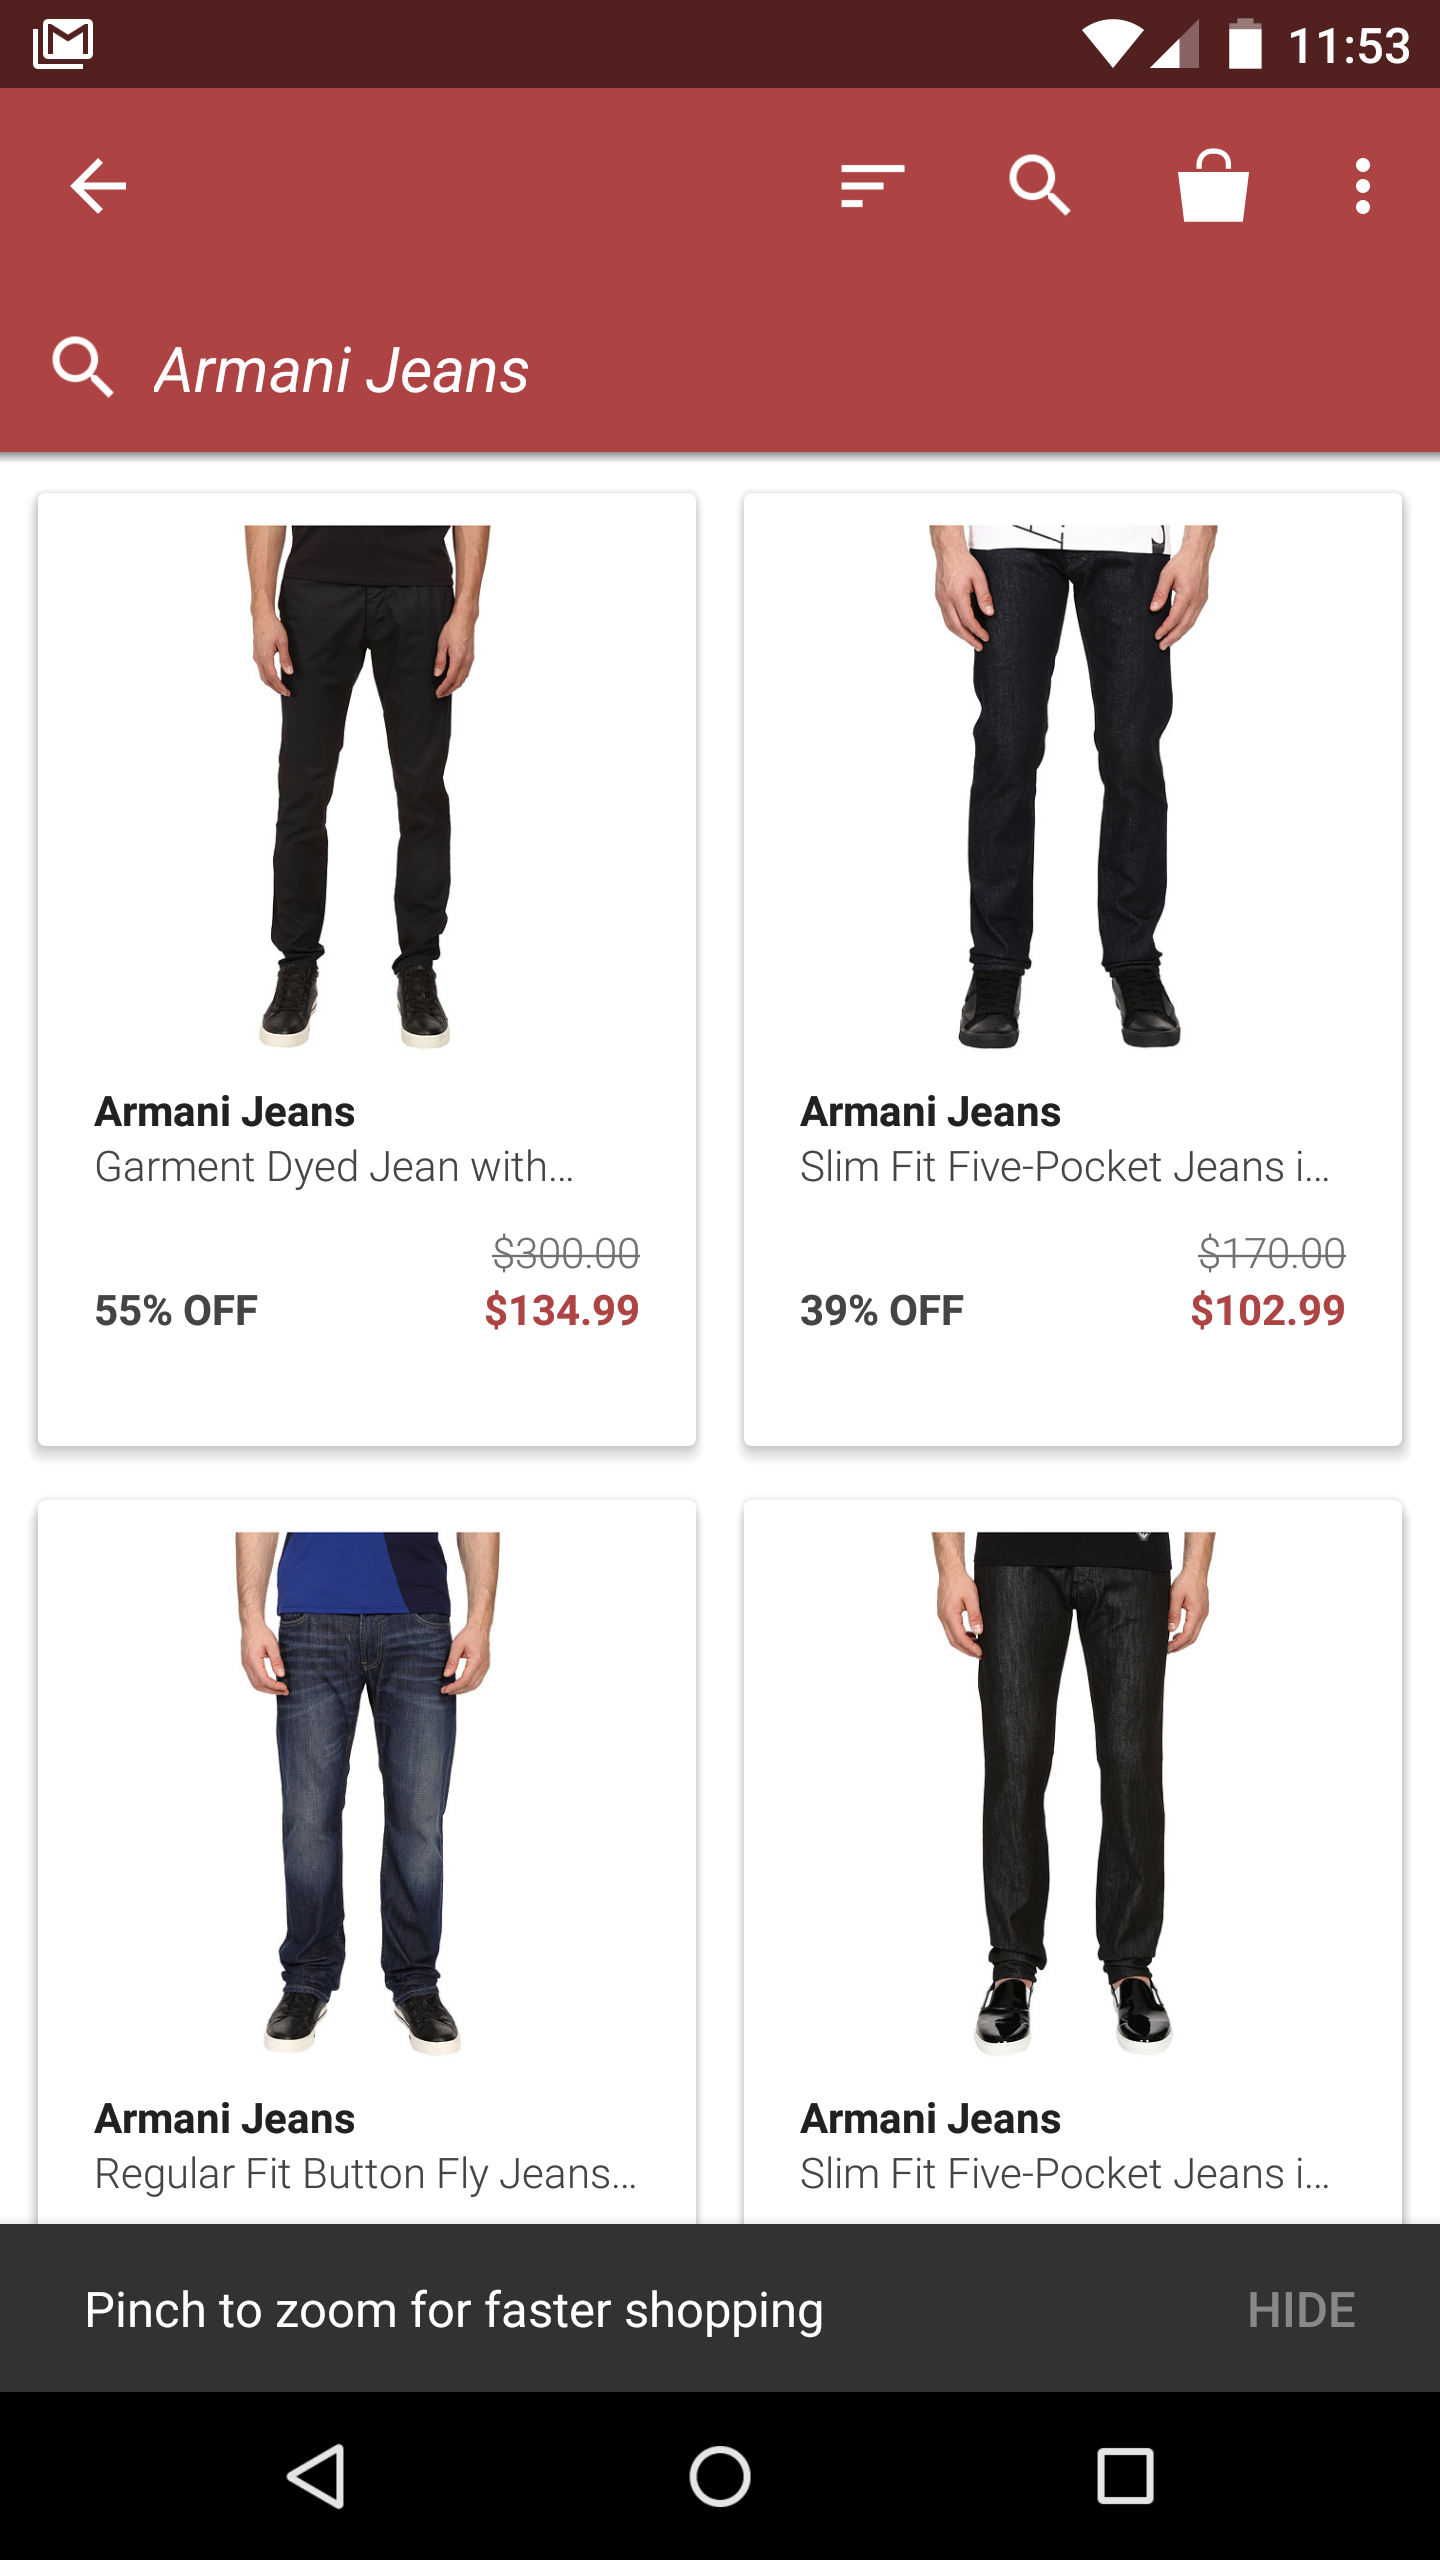 11:53
Armani Jeans
Armani Jeans
Garment Dyed Jean with...
$300.00
55% OFF $134.99
Armani Jeans
Slim Fit Five-Pocket Jeans i...
$170.00
39% OFF $102.99
Armani Jeans
Regular Fit Button Fly Jeans...
Armani Jeans
Slim Fit Five-Pocket Jeans i...
Pinch to zoom for faster shopping HIDE